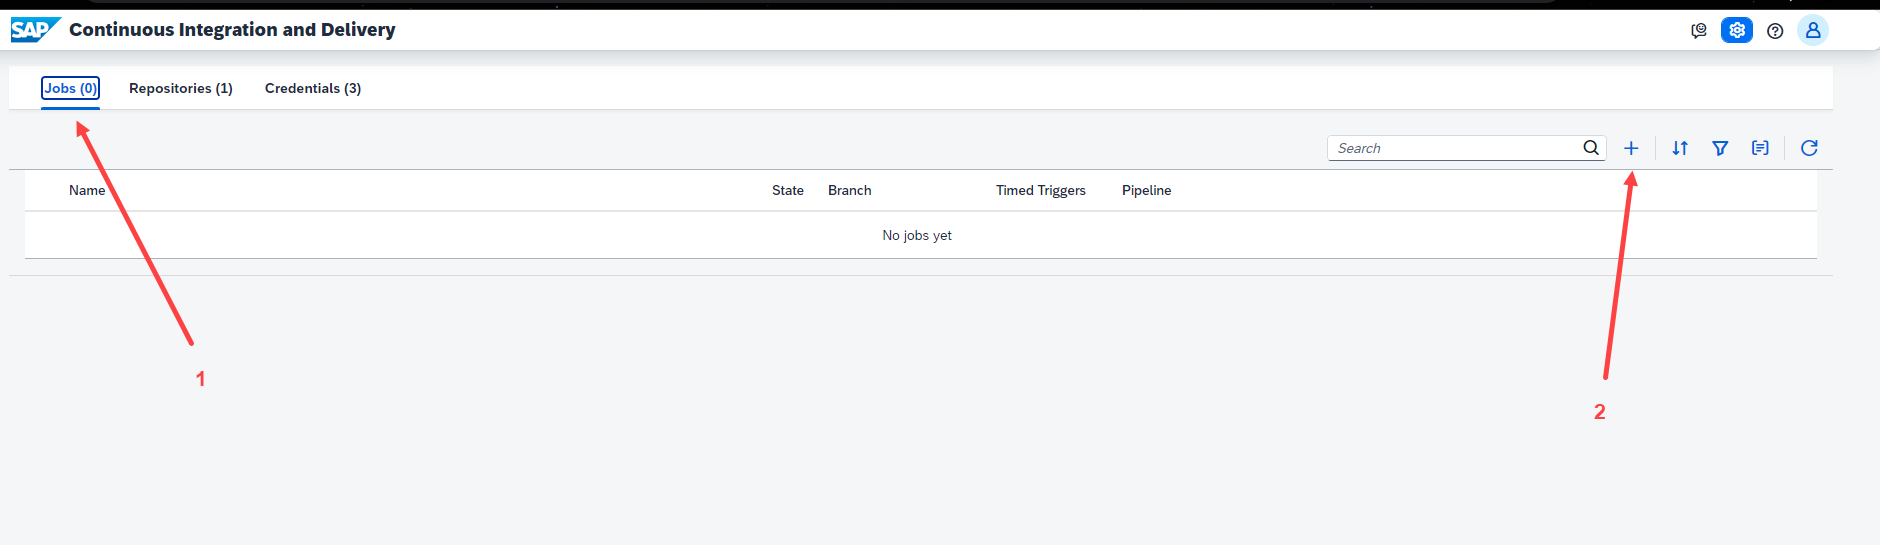 SAP Continuous Integration and Delivery
Jobs (0) Repositories (1) Credentials (3)
Search
Name State Branch Timed Triggers Pipeline
No jobs yet
1
2